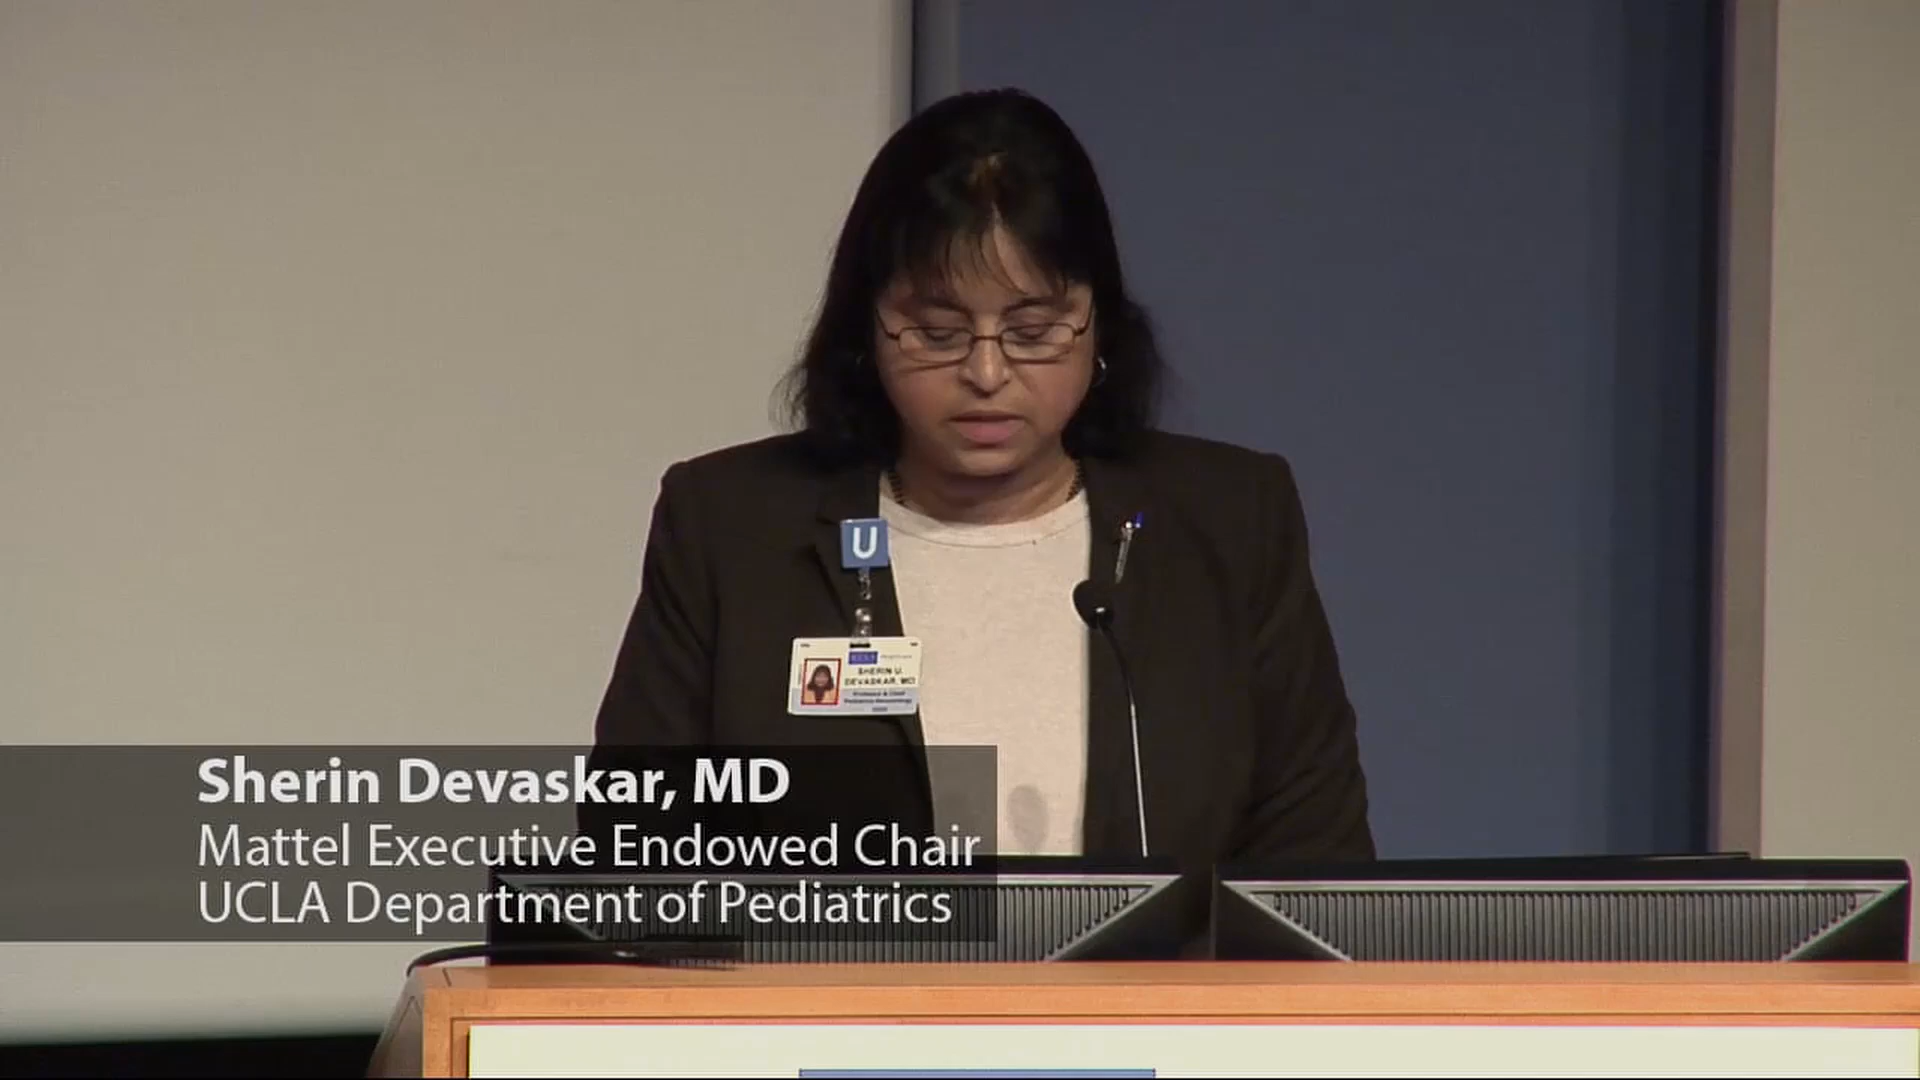 U
SHERIN U.
DEVASKAR, MD
Sherin Devaskar, MD
Mattel Executive Endowed Chair
UCLA Department of Pediatrics